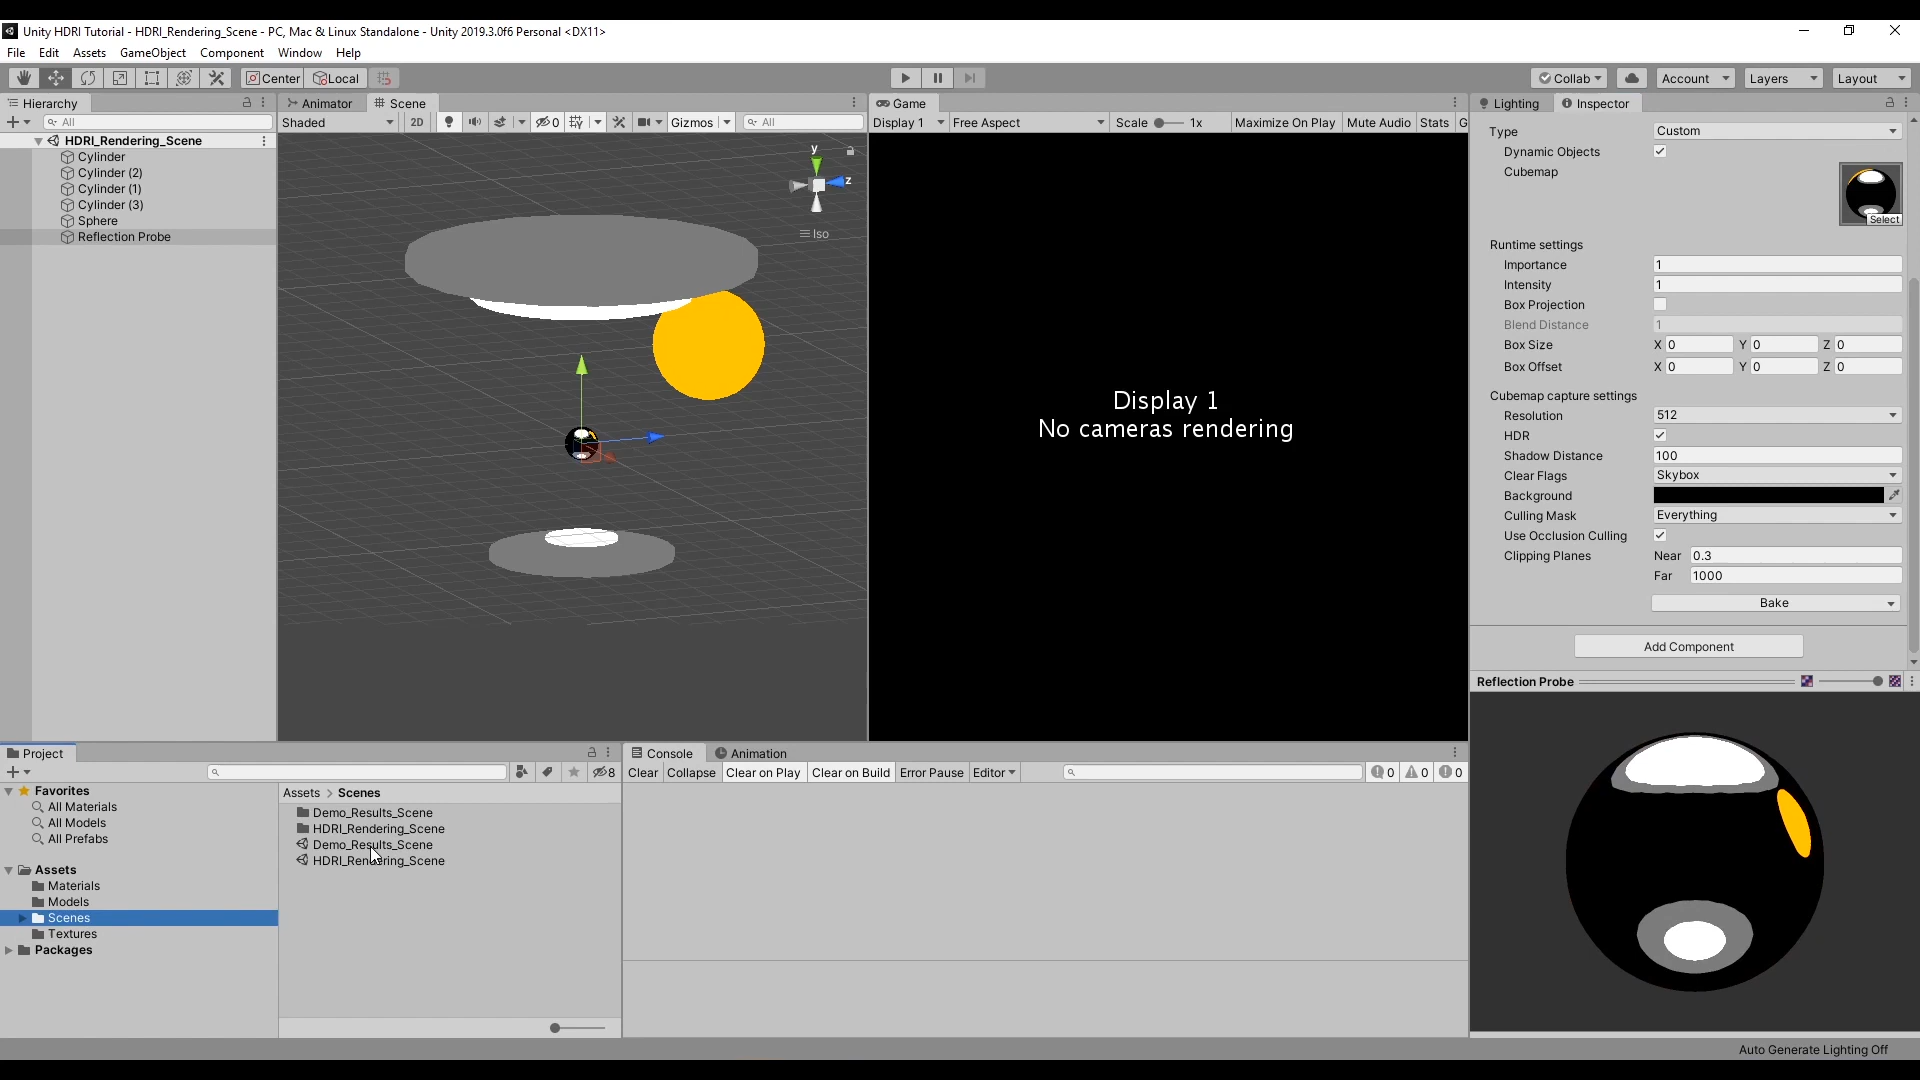 Unity HDRI Tutorial - HDRI_Rendering_Scene - PC, Mac & Linux Standalone - Unity 2019.3.0f6 Personal <DX11>
File Edit Assets GameObject Component Window Help
Center Local Collab Account Layers Layout
Hierarchy
All
HDRI_Rendering_Scene
Cylinder
Cylinder (2)
Cylinder (1)
Cylinder (3)
Sphere
Reflection Probe
Animator Scene
Shaded 2D 0 Gizmos All
y
z
Iso
Game
Display 1 Free Aspect Scale 1x Maximize On Play Mute Audio Stats G
Display 1
No cameras rendering
Lighting Inspector
Type Custom
Dynamic Objects
Cubemap
Select
Runtime settings
Importance 1
Intensity 1
Box Projection
Blend Distance 1
Box Size X 0 Y 0 Z 0
Box Offset X 0 Y 0 Z 0
Cubemap capture settings
Resolution 512
HDR
Shadow Distance 100
Clear Flags Skybox
Background
Culling Mask Everything
Use Occlusion Culling
Clipping Planes Near 0.3
Far 1000
Bake
Add Component
Reflection Probe
Project
8
Favorites
All Materials
All Models
All Prefabs
Assets
Materials
Models
Scenes
Textures
Packages
Assets > Scenes
Demo_Results_Scene
HDRI_Rendering_Scene
Demo_Results_Scene
HDRI_Rendering_Scene
Console Animation
Clear Collapse Clear on Play Clear on Build Error Pause Editor 0 0 0
Auto Generate Lighting Off